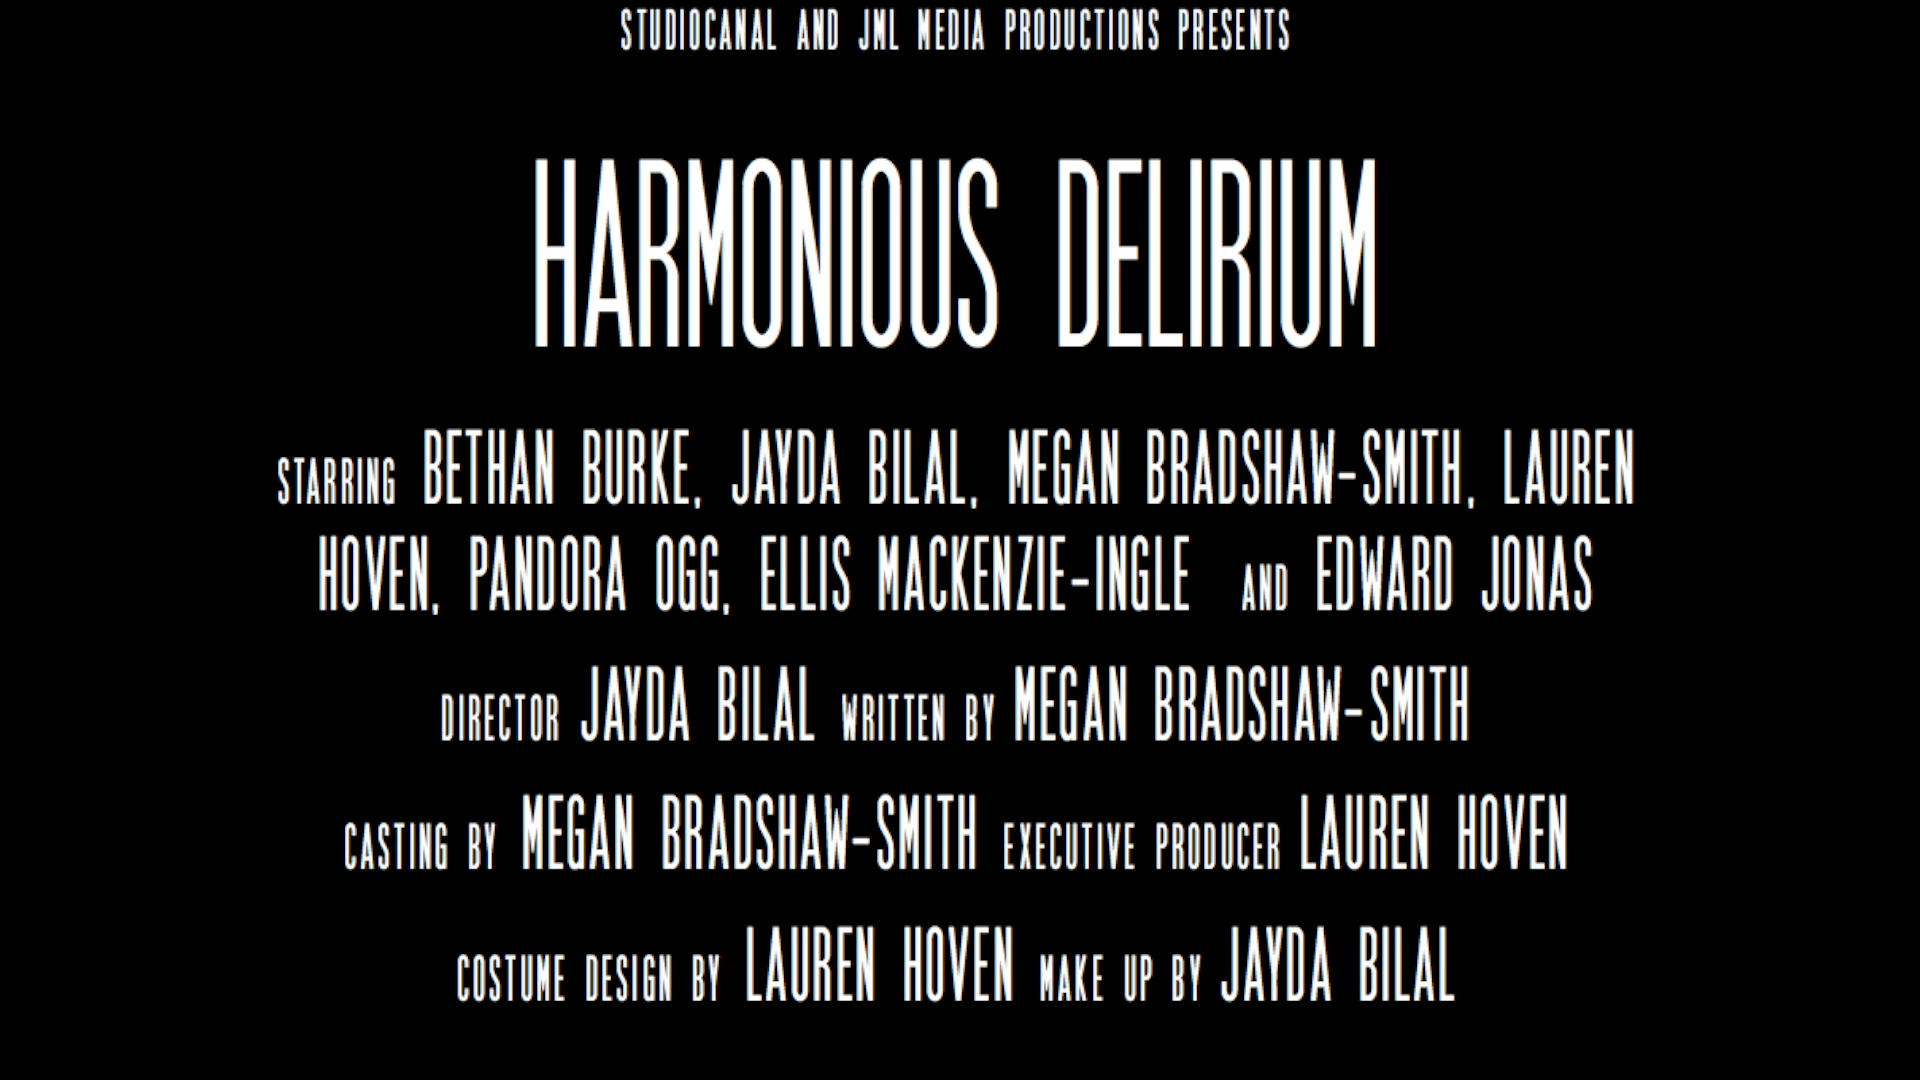 STUDIOCANAL AND JML MEDIA PRODUCTIONS PRESENTS
HARMONIOUS DELIRIUM
STARRING BETHAN BURKE, JAYDA BILAL, MEGAN BRADSHAW-SMITH, LAUREN
HOVEN, PANDORA OGG, ELLIS MACKENZIE-INGLE AND EDWARD JONAS
DIRECTOR JAYDA BILAL WRITTEN BY MEGAN BRADSHAW-SMITH
CASTING BY MEGAN BRADSHAW-SMITH EXECUTIVE PRODUCER LAUREN HOVEN
COSTUME DESIGN BY LAUREN HOVEN MAKE UP BY JAYDA BILAL